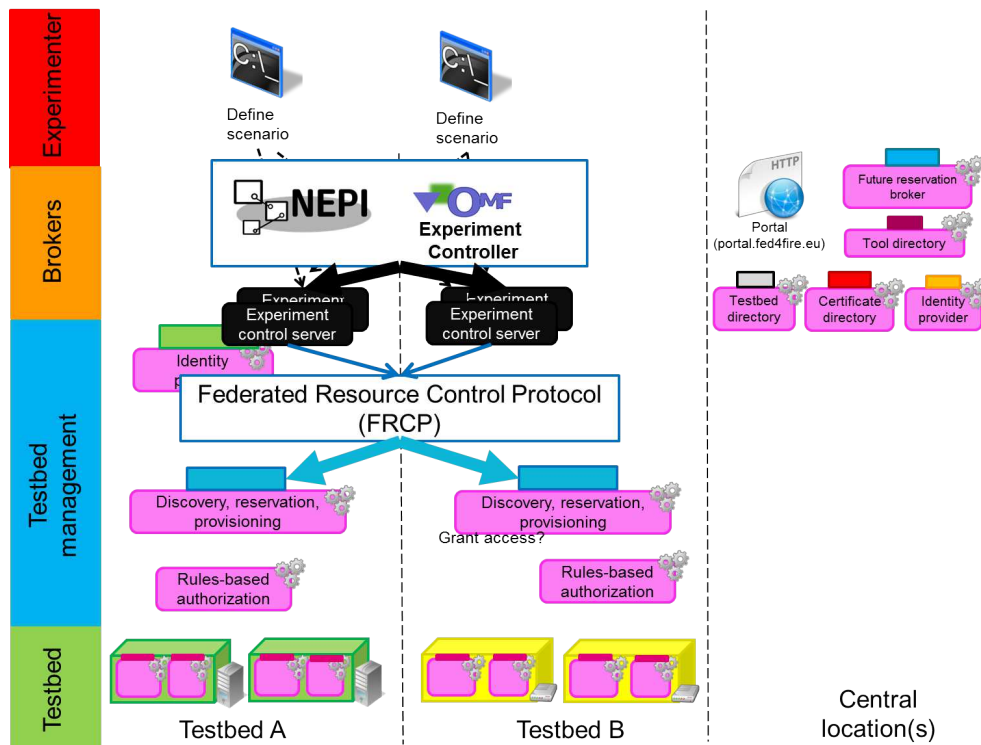 Experimenter
Brokers
Testbed
management
Testbed
C:\_
C:\_
Define
scenario
Define
scenario
NEPI
OMF
Experiment
Controller
Experiment
Experiment
control server
Experiment
Experiment
control server
Identity
Federated Resource Control Protocol
(FRCP)
Discovery, reservation,
provisioning
Discovery, reservation,
provisioning
Grant access?
Rules-based
authorization
Rules-based
authorization
Testbed A
Testbed B
HTTP
Portal
(portal.fed4fire.eu)
Future reservation
broker
Tool directory
Testbed
directory
Certificate
directory
Identity
provider
Central
location(s)